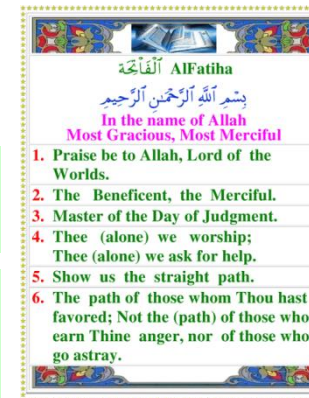 ٱلْفَاتِحَة AlFatiha
بِسْمِ ٱللَّهِ ٱلرَّحْمَـٰنِ ٱلرَّحِيمِ
In the name of Allah
Most Gracious, Most Merciful
1. Praise be to Allah, Lord of the
Worlds.
2. The Beneficent, the Merciful.
3. Master of the Day of Judgment.
4. Thee (alone) we worship;
Thee (alone) we ask for help.
5. Show us the straight path.
6. The path of those whom Thou hast
favored; Not the (path) of those who
earn Thine anger, nor of those who
go astray.